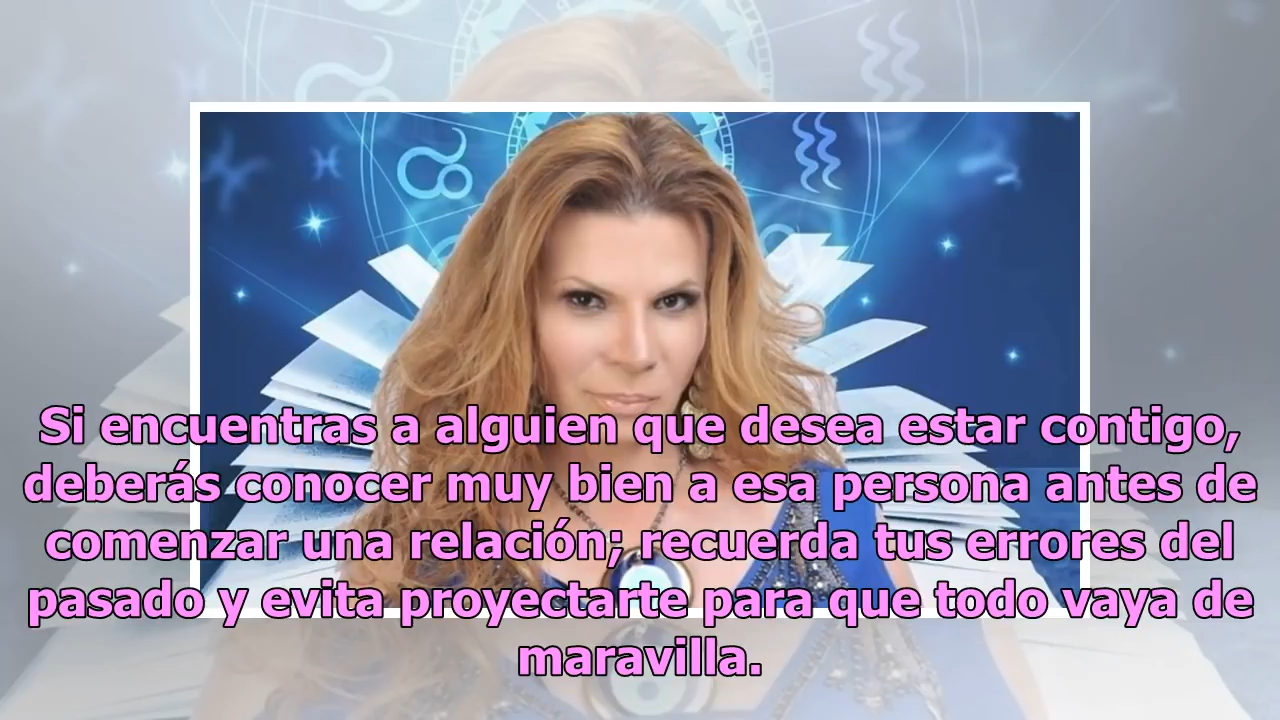 Si encuentras a alguien que desea estar contigo,
deberás conocer muy bien a esa persona antes de
comenzar una relación; recuerda tus errores del
pasado y evita proyectarte para que todo vaya de
maravilla.